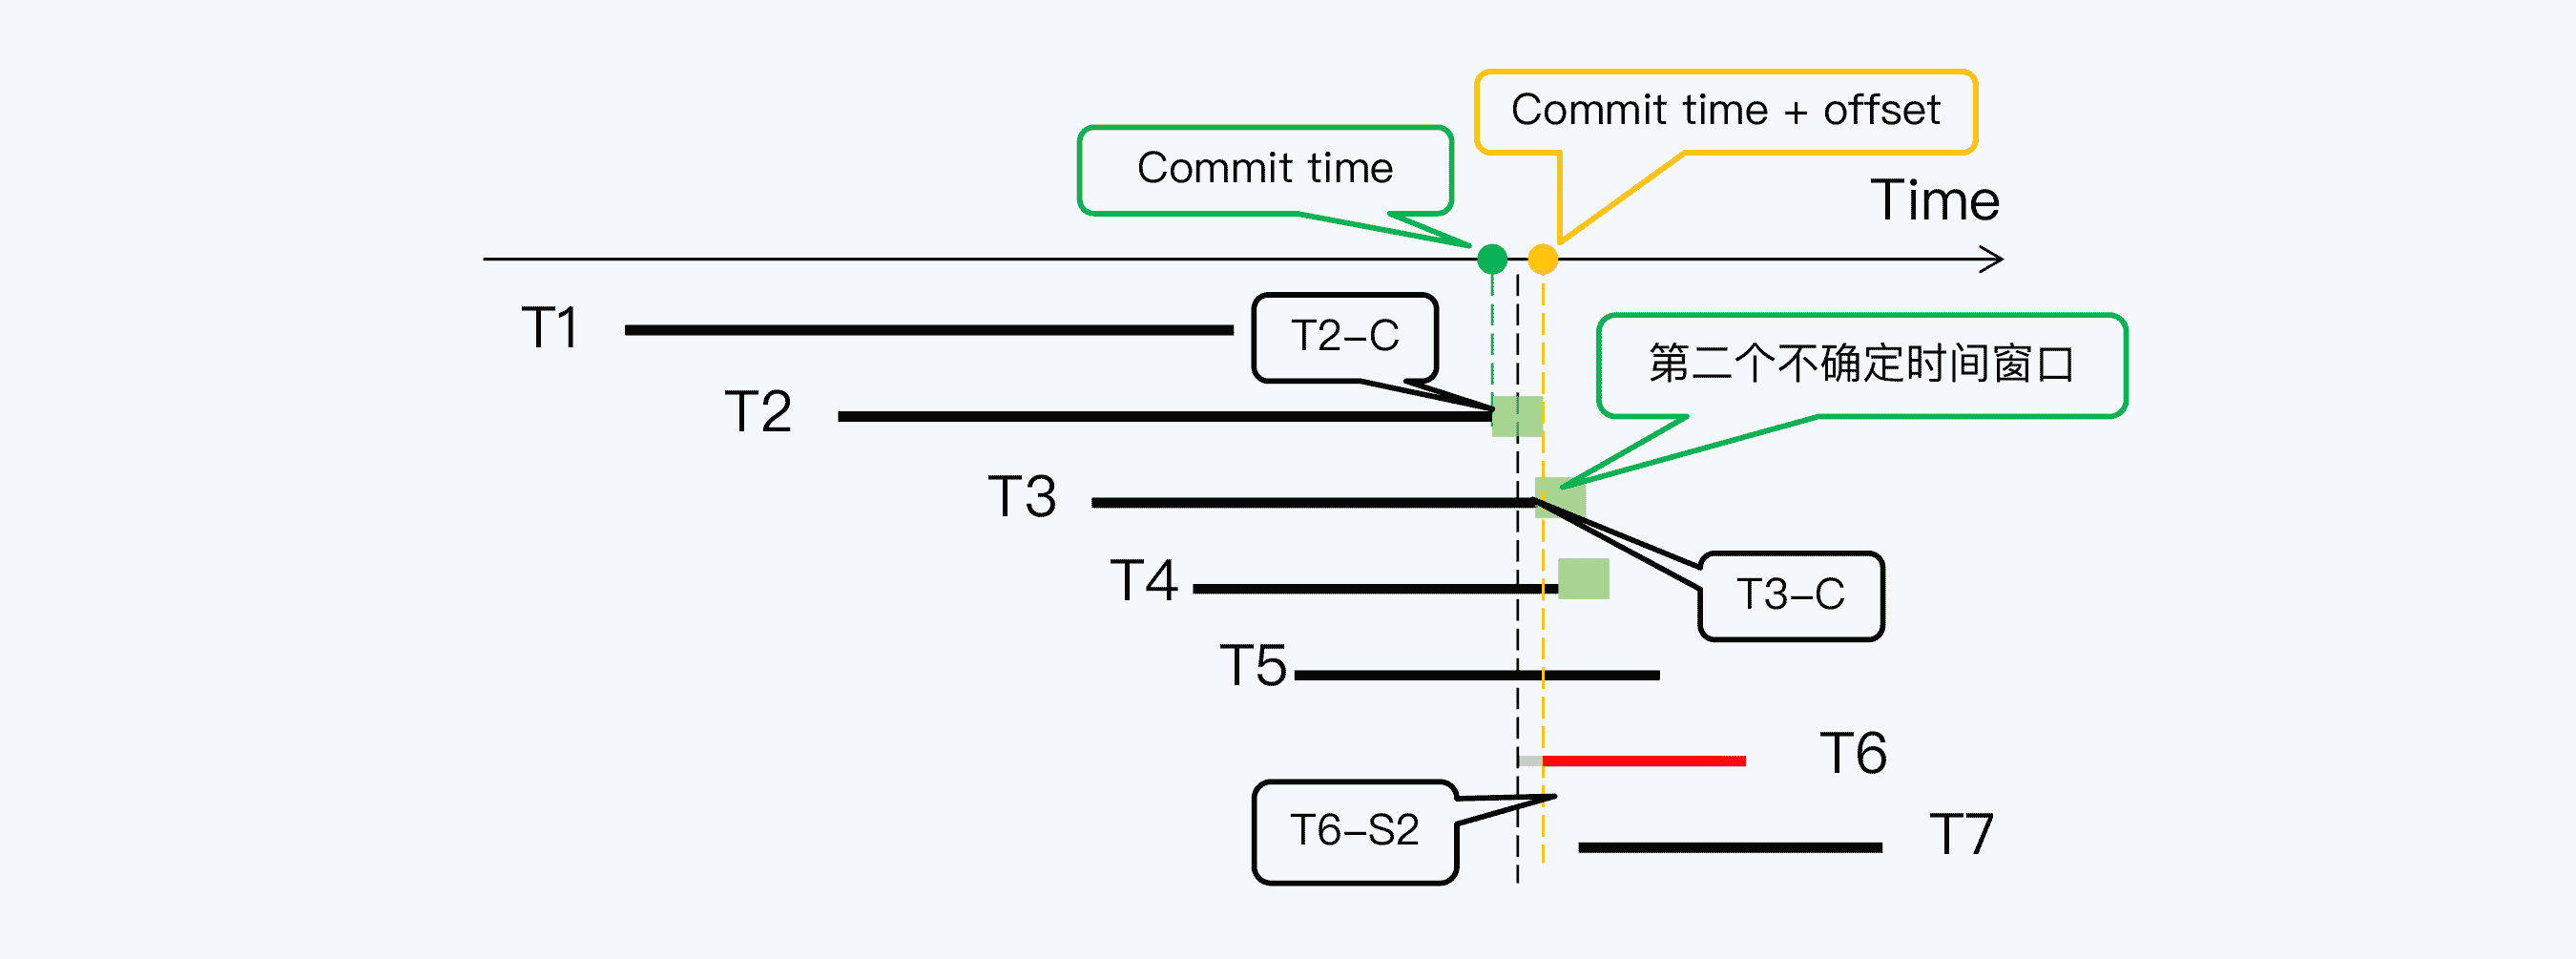 Commit time + offset
Commit time
Time
T1
T2-C
第二个不确定时间窗口
T2
T3
T4
T3-C
T5
T6
T6-S2
T7